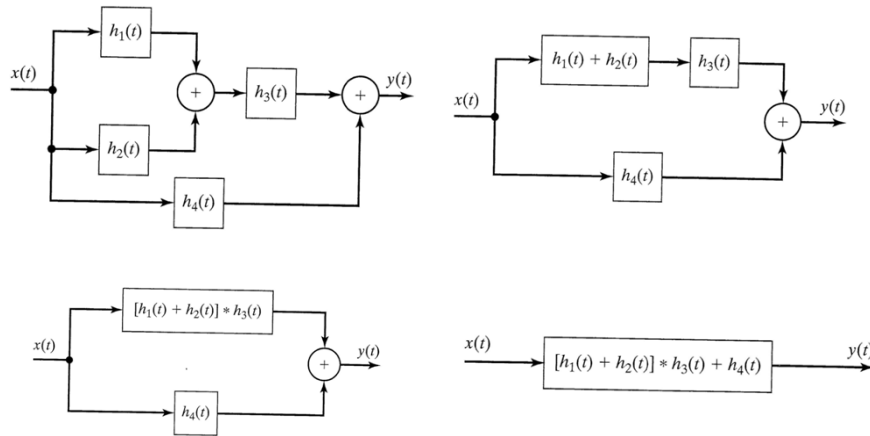 h₁(t)
x(t)
+
h₃(t)
+
y(t)
h₂(t)
h₄(t)
h₁(t) + h₂(t)
h₃(t)
x(t)
+
y(t)
h₄(t)
[h₁(t) + h₂(t)] * h₃(t)
x(t)
+
y(t)
h₄(t)
x(t)
[h₁(t) + h₂(t)] * h₃(t) + h₄(t)
y(t)